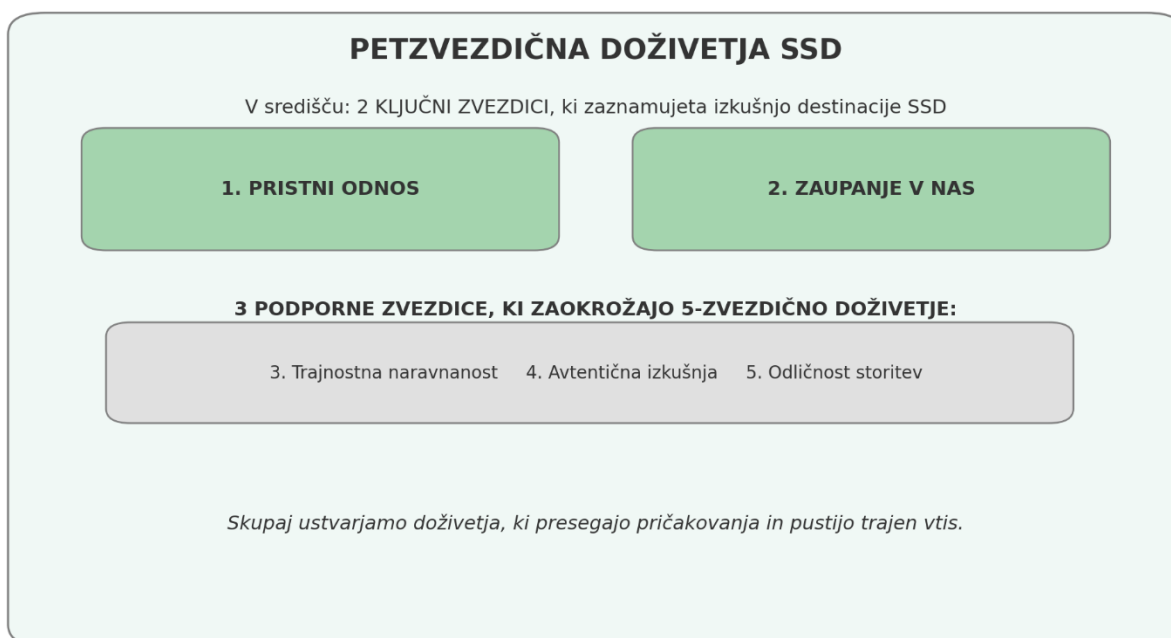 PETZVEZDIČNA DOŽIVETJA SSD
V središču: 2 KLJUČNI ZVEZDICI, ki zaznamujeta izkušnjo destinacije SSD
1. PRISTNI ODNOS
2. ZAUPANJE V NAS
3 PODPORNE ZVEZDICE, KI ZAOKROŽAJO 5-ZVEZDIČNO DOŽIVETJE:
3. Trajnostna naravnanost 4. Avtentična izkušnja 5. Odličnost storitev
Skupaj ustvarjamo doživetja, ki presegajo pričakovanja in pustijo trajen vtis.